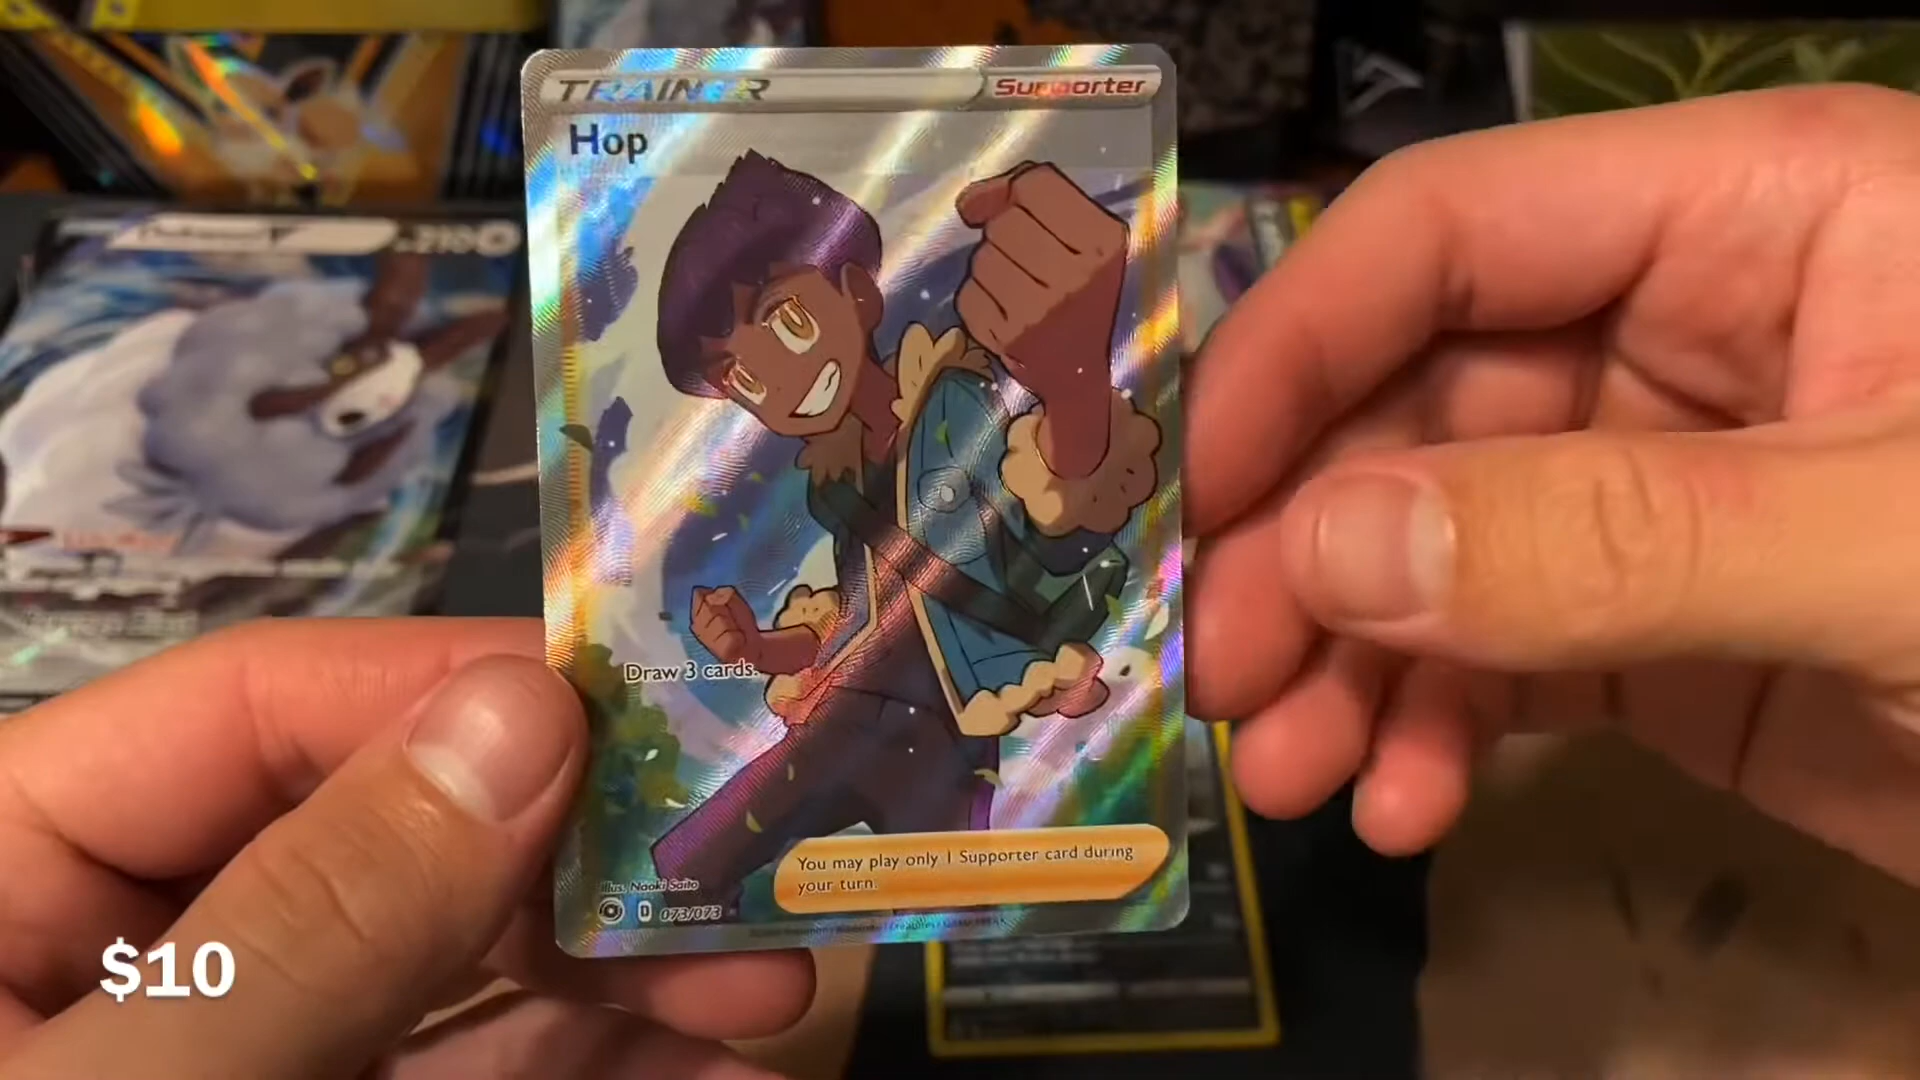 TRAINER
Supporter
Hop
210
Draw 3 cards.
You may play only 1 Supporter card during
your turn.
Illus. Naoki Saito
D 073/073
$10